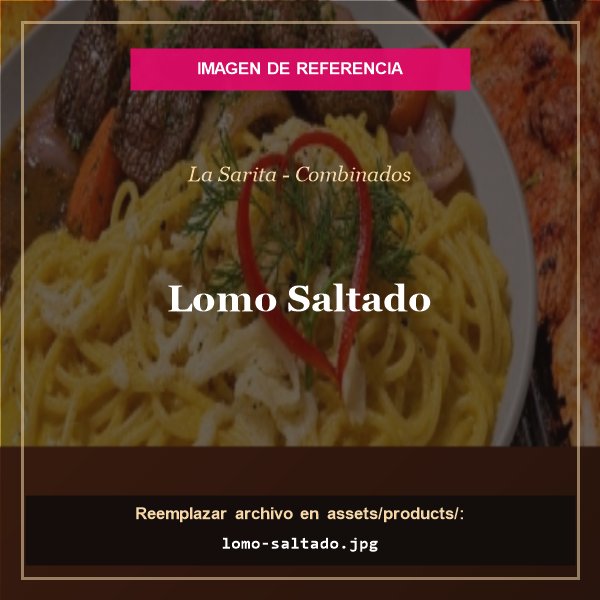 IMAGEN DE REFERENCIA
La Sarita - Combinados
Lomo Saltado
Reemplazar archivo en assets/products/:
lomo-saltado.jpg